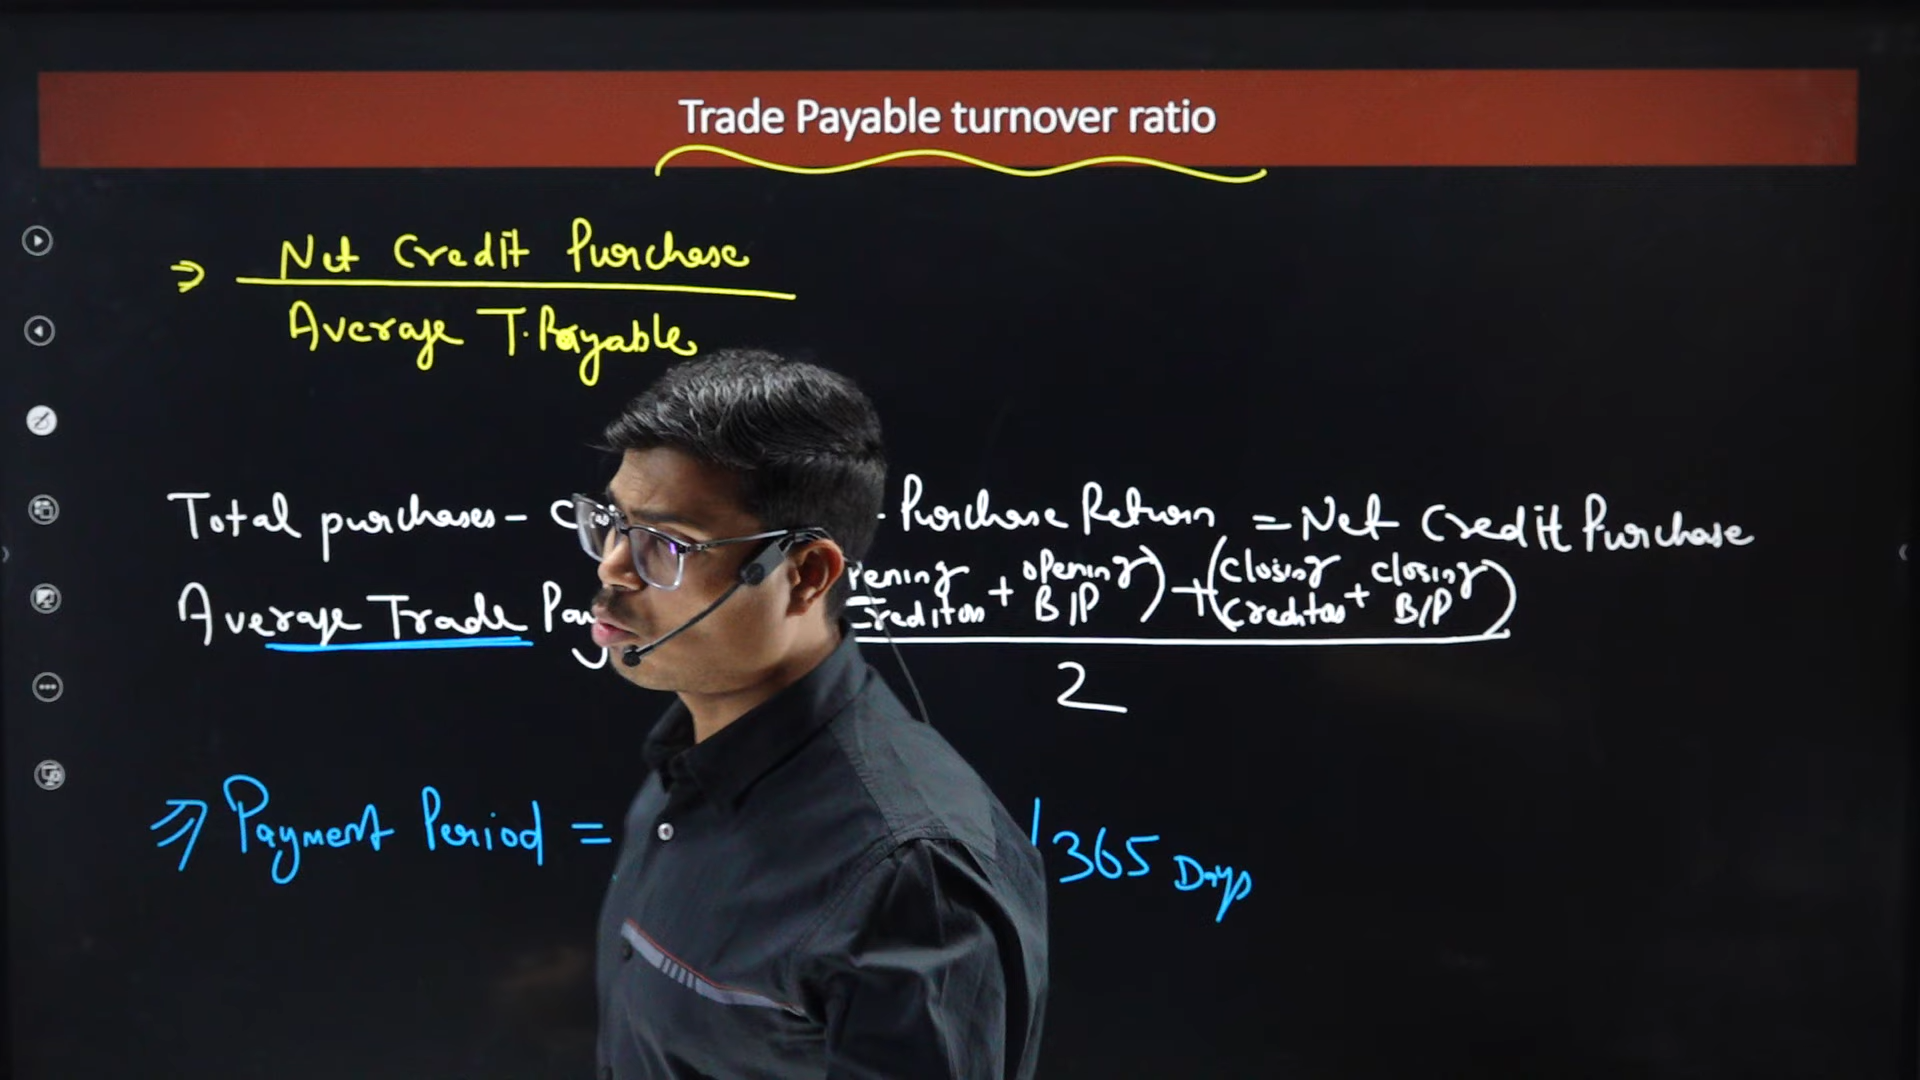 Trade Payable turnover ratio
⇒ Net Credit Purchase
Average T.Payable
Total purchases - - Purchase Return = Net Credit Purchase
Average Trade opening) + (closing + closing)
+ B/P Creditors B/P
2
⇒ Payment Period = 365 Days